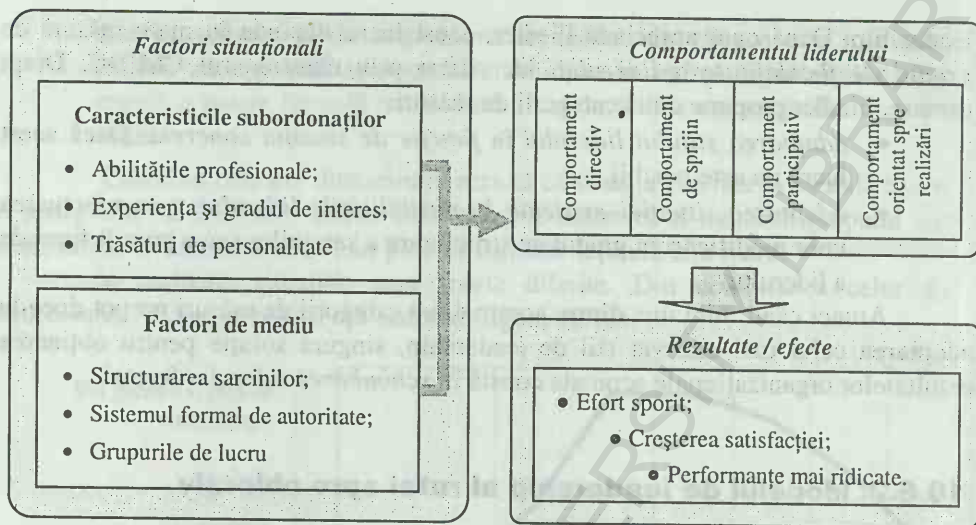 Factori situaționali
Caracteristicile subordonaților
• Abilitățile profesionale;
• Experiența și gradul de interes;
• Trăsături de personalitate
Factori de mediu
• Structurarea sarcinilor;
• Sistemul formal de autoritate;
• Grupurile de lucru
Comportamentul liderului
Comportament
directiv
Comportament
de spijin
Comportament
participativ
Comportament
orientat spre
realizări
Rezultate / efecte
• Efort sporit;
• Creșterea satisfacției;
• Performanțe mai ridicate.